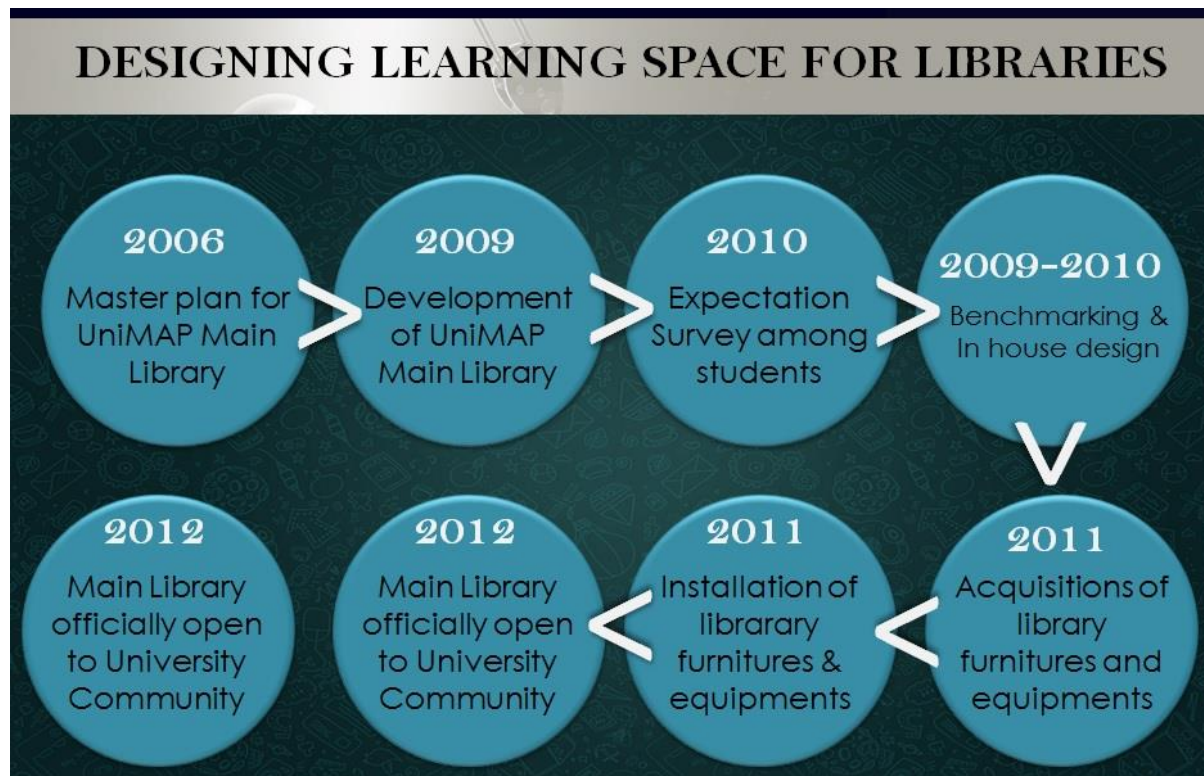 DESIGNING LEARNING SPACE FOR LIBRARIES
2006
Master plan for
UniMAP Main
Library
>
2009
Development
of UniMAP
Main Library
>
2010
Expectation
Survey among
students
>
2009-2010
Benchmarking &
In house design
>
2011
Acquisitions of
library
furnitures and
equipments
<
2011
Installation of
librarary
furnitures &
equipments
<
2012
Main Library
officially open
to University
Community
2012
Main Library
officially open
to University
Community